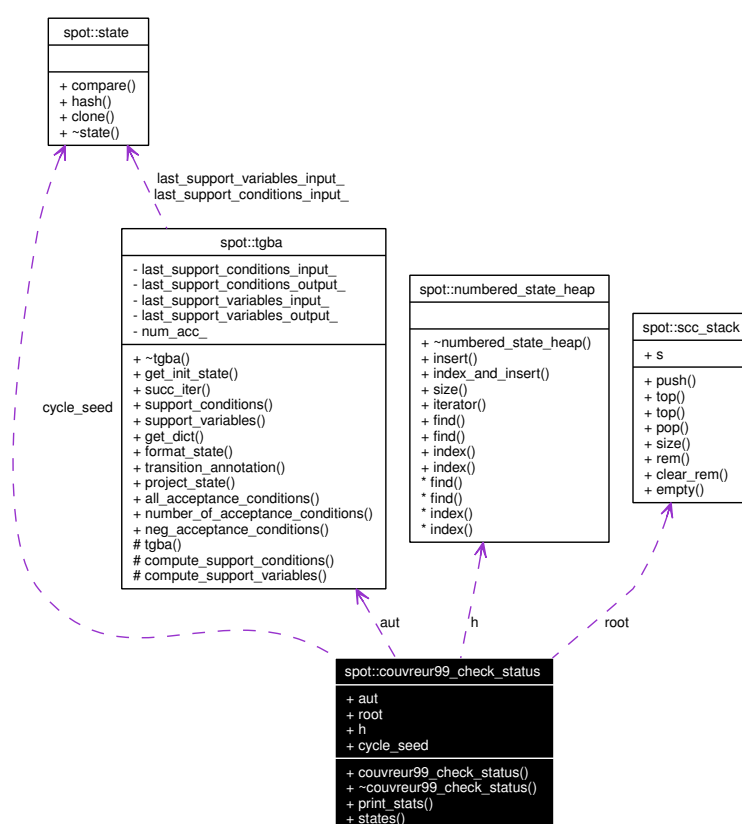 spot::state
+ compare()
+ hash()
+ clone()
+ ~state()
last_support_variables_input_
last_support_conditions_input_
spot::tgba
- last_support_conditions_input_
- last_support_conditions_output_
- last_support_variables_input_
- last_support_variables_output_
- num_acc_
+ ~tgba()
+ get_init_state()
+ succ_iter()
+ support_conditions()
+ support_variables()
+ get_dict()
+ format_state()
+ transition_annotation()
+ project_state()
+ all_acceptance_conditions()
+ number_of_acceptance_conditions()
+ neg_acceptance_conditions()
# tgba()
# compute_support_conditions()
# compute_support_variables()
spot::numbered_state_heap
+ ~numbered_state_heap()
+ insert()
+ index_and_insert()
+ size()
+ iterator()
+ find()
+ find()
+ index()
+ index()
* find()
* find()
* index()
* index()
spot::scc_stack
+ s
+ push()
+ top()
+ top()
+ pop()
+ size()
+ rem()
+ clear_rem()
+ empty()
cycle_seed
aut
h
root
spot::couvreur99_check_status
+ aut
+ root
+ h
+ cycle_seed
+ couvreur99_check_status()
+ ~couvreur99_check_status()
+ print_stats()
+ states()